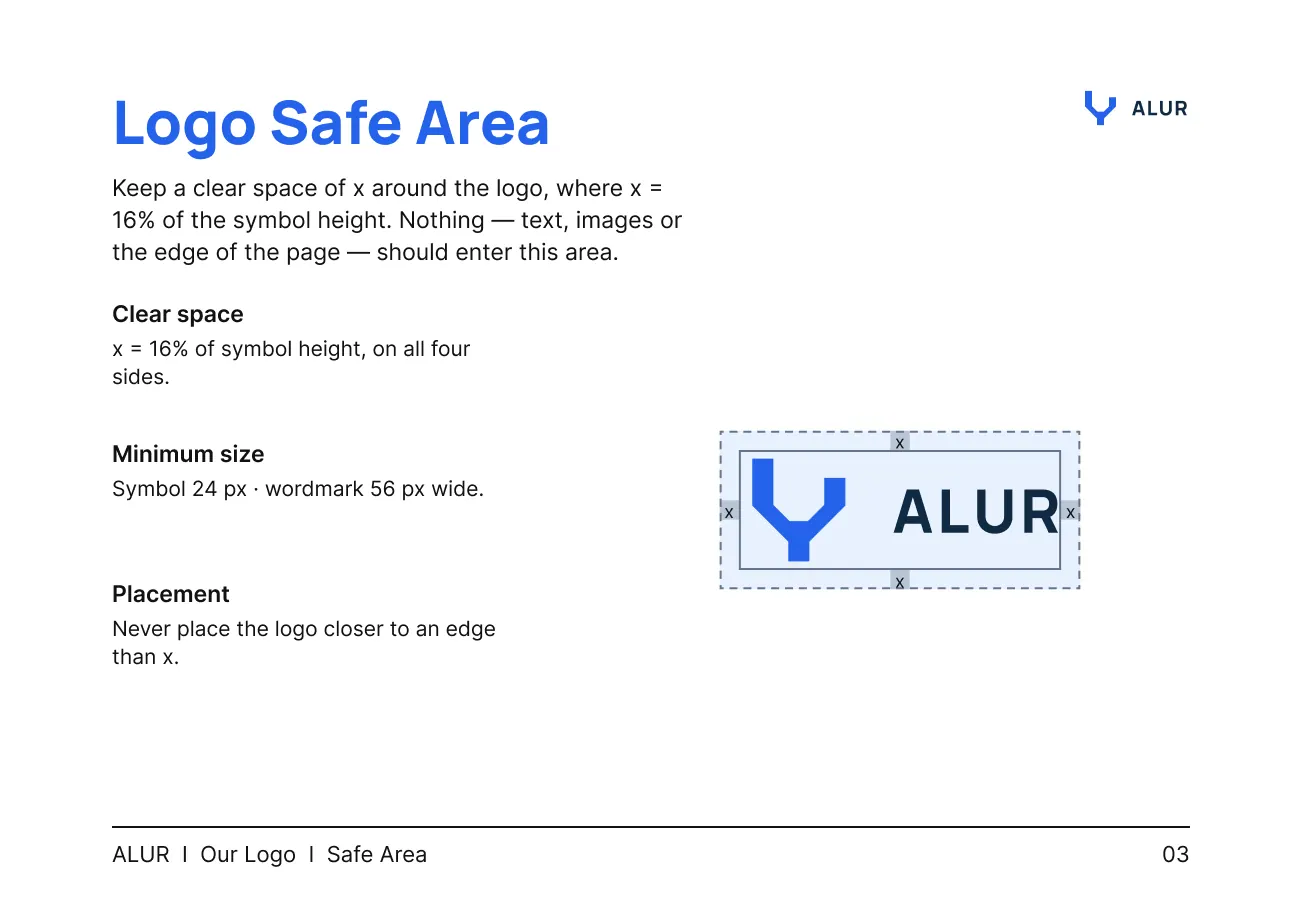 Logo Safe Area
ALUR
Keep a clear space of x around the logo, where x =
16% of the symbol height. Nothing — text, images or
the edge of the page — should enter this area.
Clear space
x = 16% of symbol height, on all four
sides.
Minimum size
Symbol 24 px · wordmark 56 px wide.
Placement
Never place the logo closer to an edge
than x.
x
x
ALUR
x
x
ALUR I Our Logo I Safe Area
03